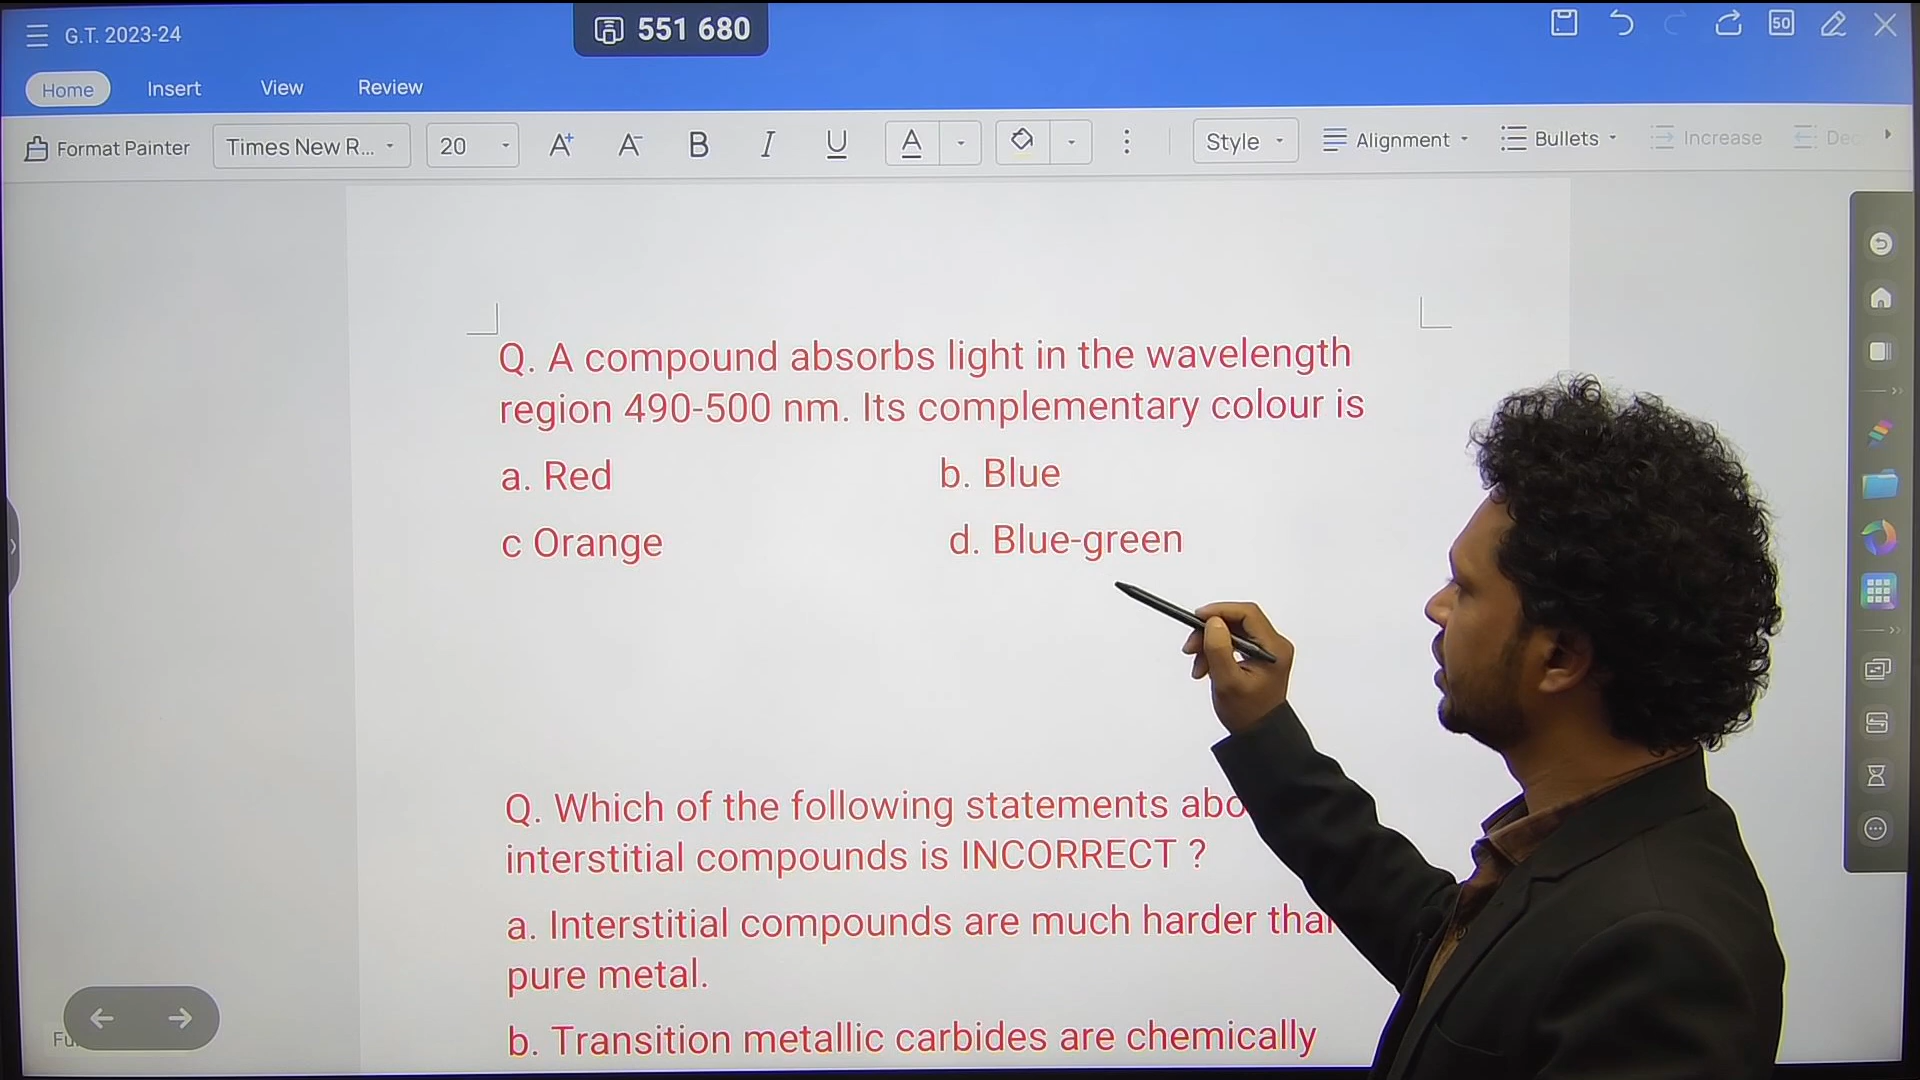 G.T. 2023-24
551 680
50
Home Insert View Review
Format Painter Times New R... 20 A+ A- B I U A Style Alignment Bullets Increase
Q. A compound absorbs light in the wavelength
region 490-500 nm. Its complementary colour is
a. Red b. Blue
c Orange d. Blue-green
Q. Which of the following statements
interstitial compounds is INCORRECT ?
a. Interstitial compounds are much harder
pure metal.
b. Transition metallic carbides are chemically